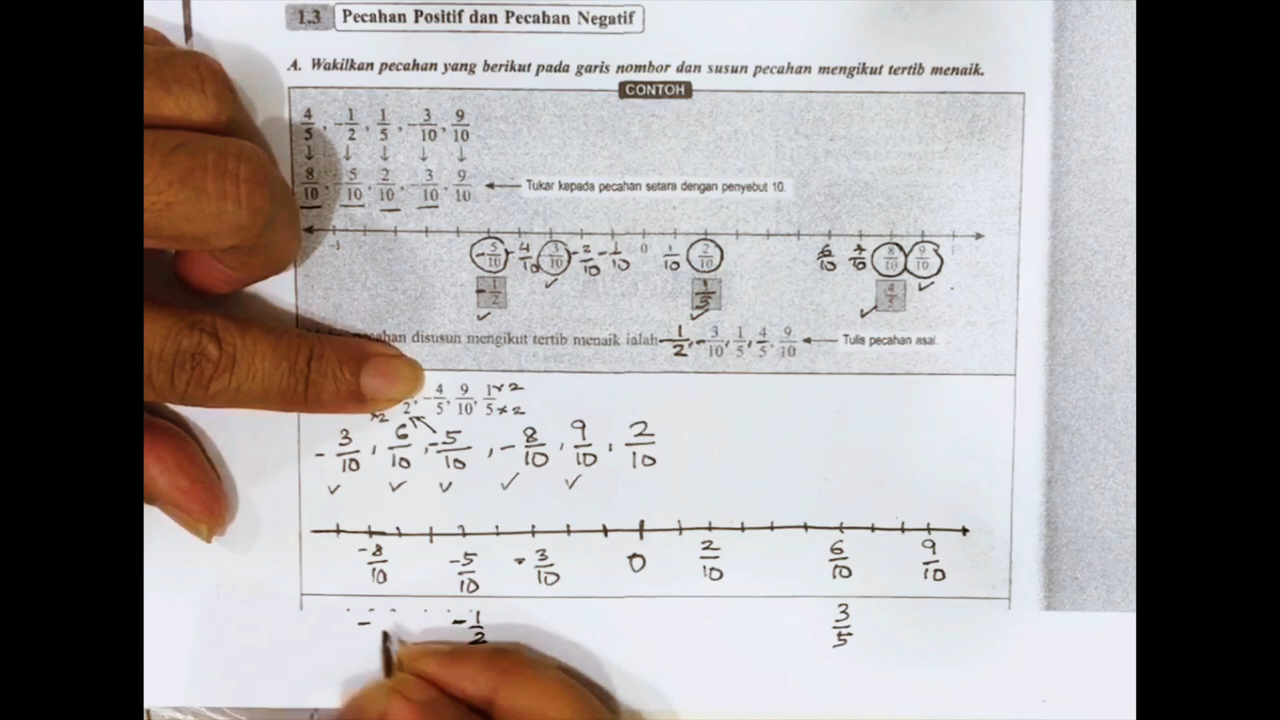 1.3 Pecahan Positif dan Pecahan Negatif
A. Wakilkan pecahan yang berikut pada garis nombor dan susun pecahan mengikut tertib menaik.
CONTOH
4/5, -1/2, 1/5, -3/10, 9/10
↓ ↓ ↓ ↓ ↓
8/10, -5/10, 2/10, -3/10, 9/10 ← Tukar kepada pecahan setara dengan penyebut 10.
-1 -5/10 -4/10 -3/10 -2/10 -1/10 0 1/10 2/10 6/10 7/10 8/10 9/10 1
-1/2 ✓ 1/5 4/5 ✓
✓ ✓ ✓
disusun mengikut tertib menaik ialah -1/2, -3/10, 1/5, 4/5, 9/10 ← Tulis pecahan asal.
2, -4/5, 9/10, 1/5 ×2 ×2
×2
-3/10, 6/10, -5/10, -8/10, 9/10, 2/10
✓ ✓ ✓ ✓ ✓
-8/10 -5/10 -3/10 0 2/10 6/10 9/10
- -1/2 3/5